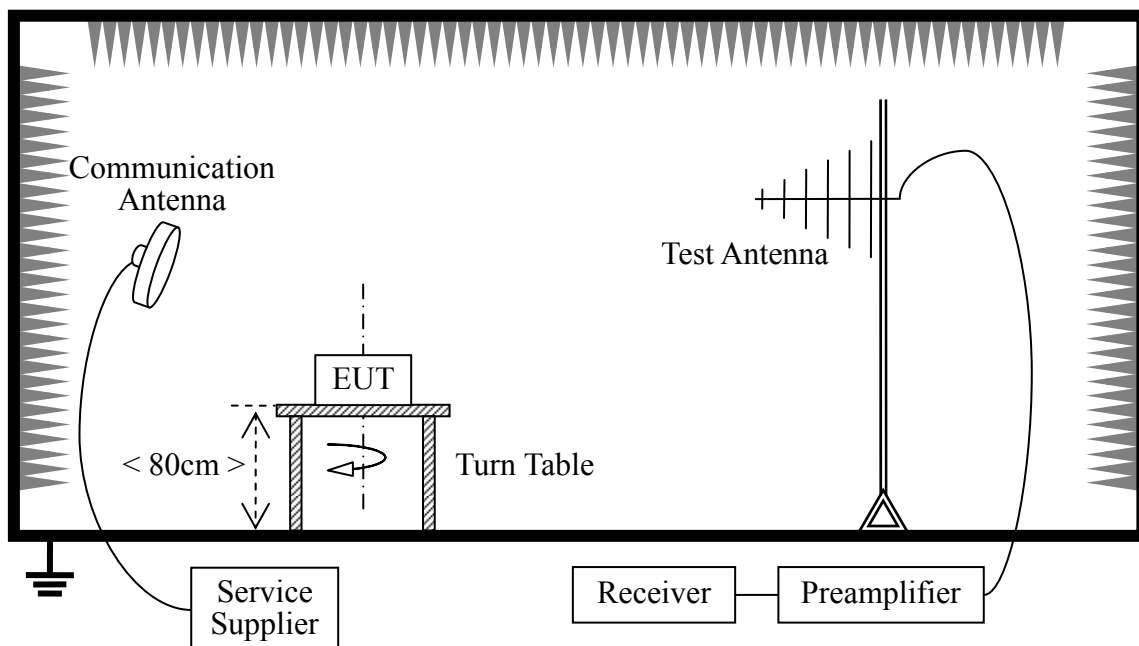 Communication
Antenna
Test Antenna
EUT
< 80cm >
Turn Table
Service
Supplier
Receiver
Preamplifier